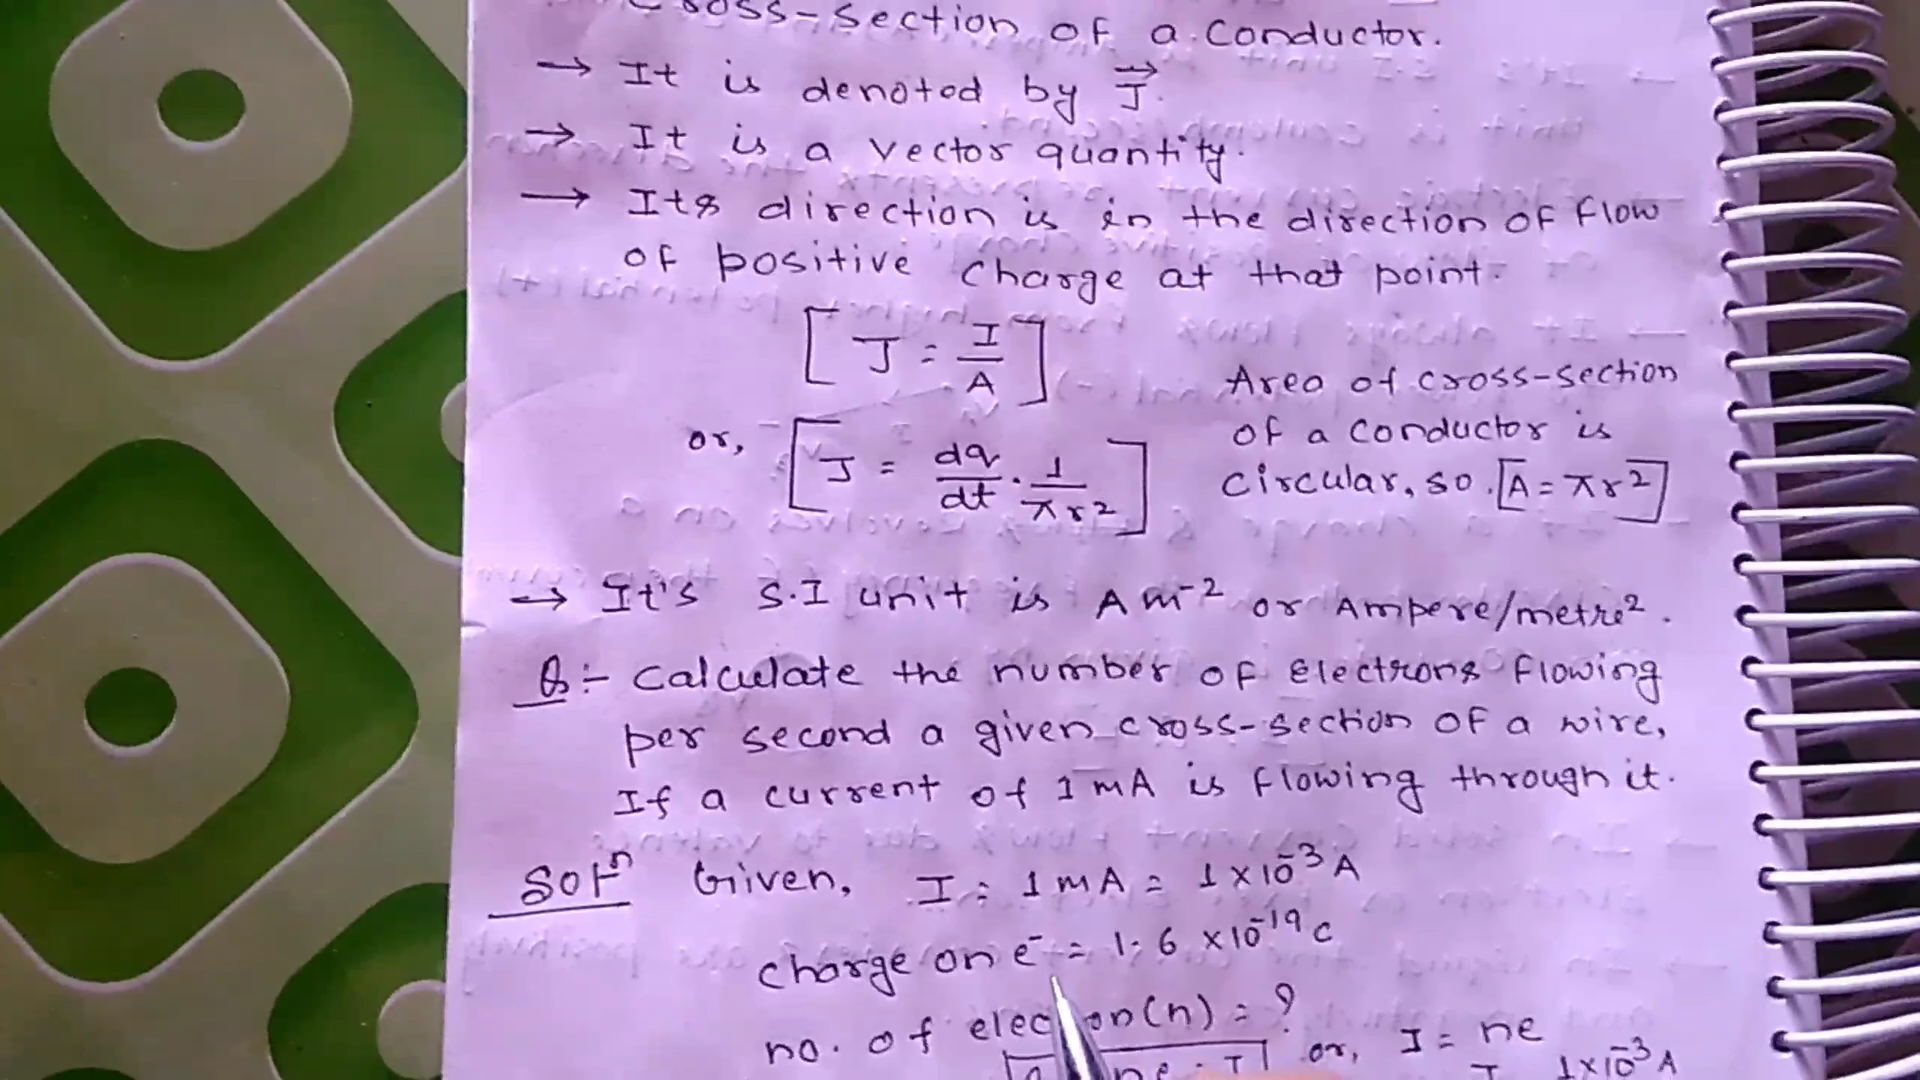 Cross-section of a Conductor.
→ It is denoted by J⃗.
→ It is a vector quantity.
→ Its direction is in the direction of flow
of positive charge at that point.
[J = I/A]
Area of cross-section
of a conductor is
circular, so [A = πr²]
or, [J = dq/dt · 1/πr²]
→ It's S.I unit is A m⁻² or Ampere/metre².
Q:- Calculate the number of electrons flowing
per second a given cross-section of a wire,
If a current of 1 mA is flowing through it.
Solⁿ Given, I = 1 mA = 1×10⁻³ A
charge on e⁻ = 1.6 ×10⁻¹⁹ c
no. of electron(n) = ?
or, I = ne
1×10⁻³ A